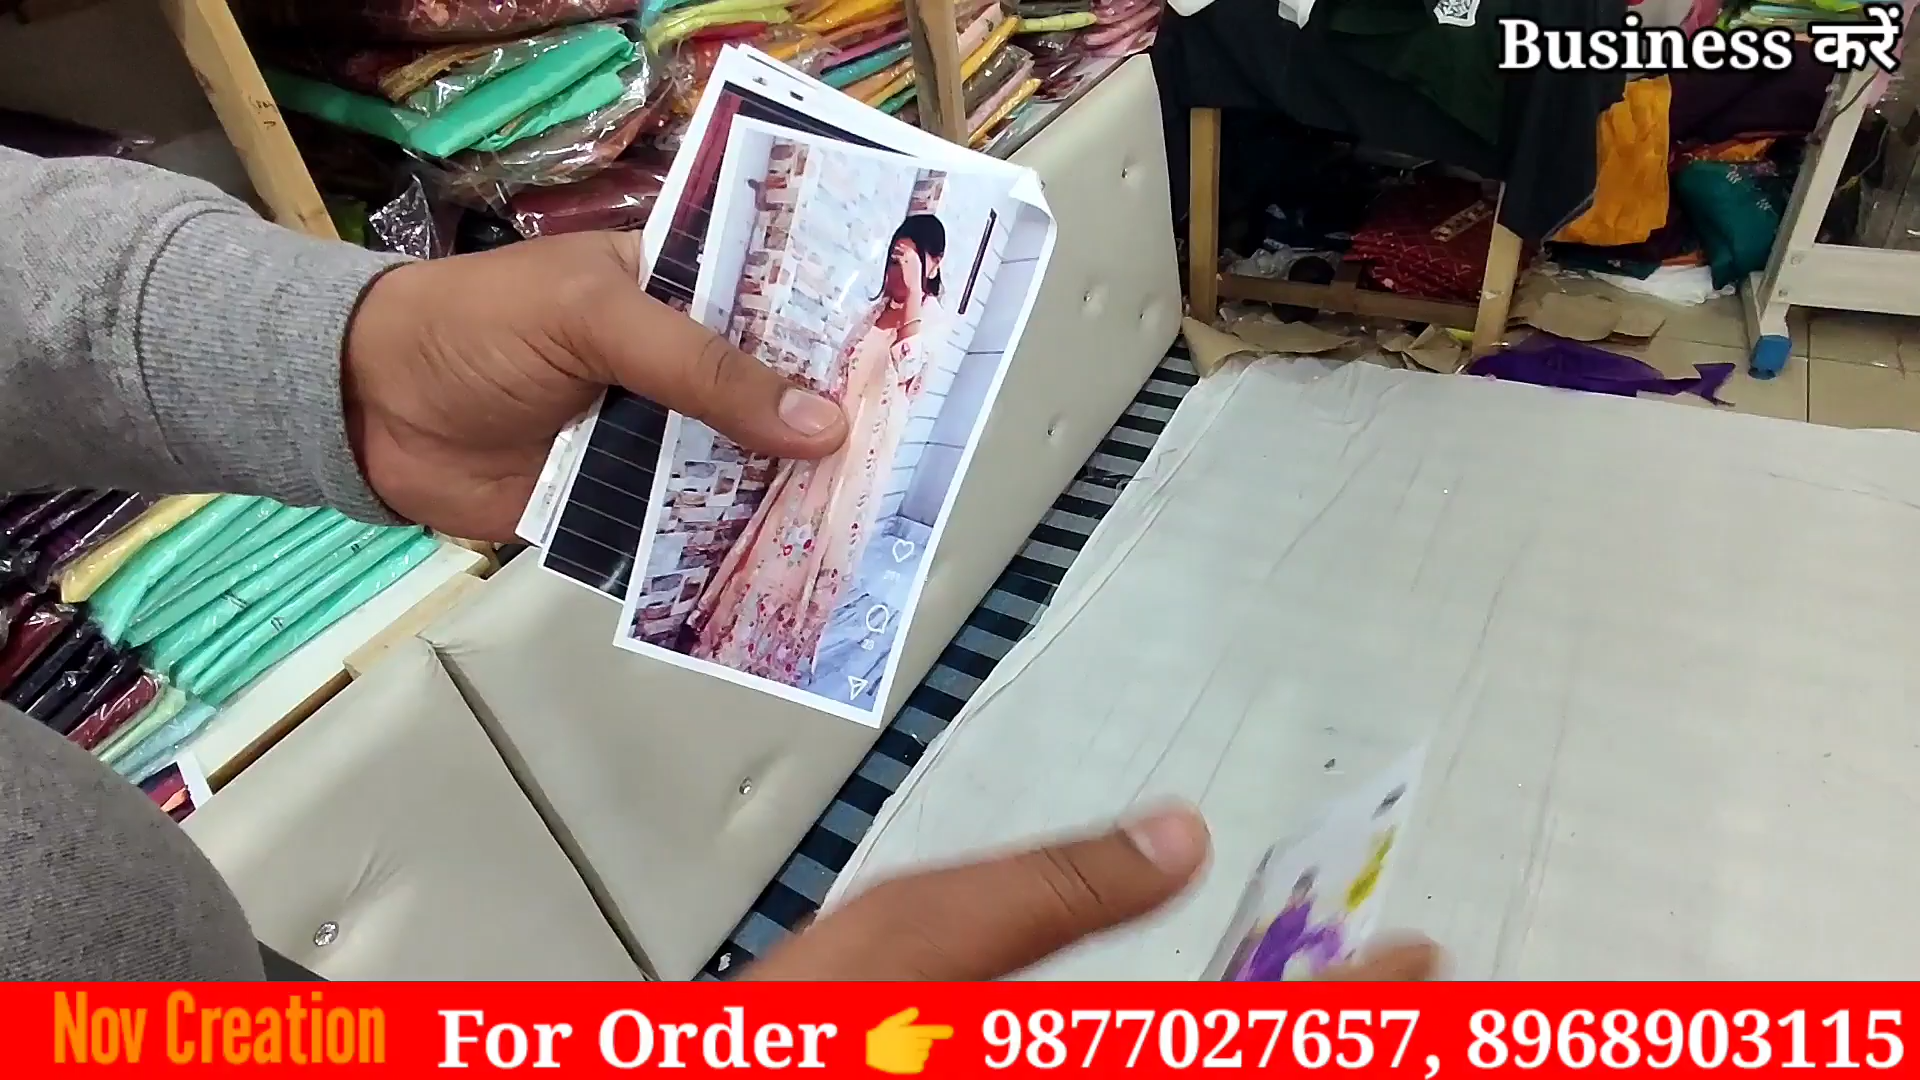 Business करें
Nov Creation
For Order 👉 9877027657, 8968903115